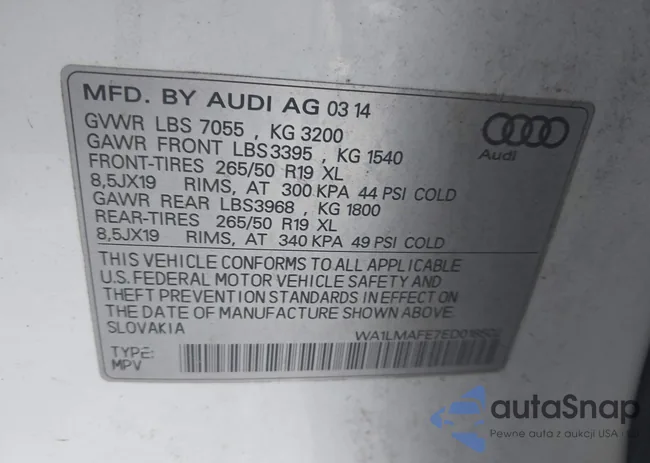 MFD. BY AUDI AG 03 14
GVWR LBS 7055 , KG 3200
GAWR FRONT LBS3395 , KG 1540
FRONT-TIRES 265/50 R19 XL
8,5JX19 RIMS, AT 300 KPA 44 PSI COLD
GAWR REAR LBS3968 , KG 1800
REAR-TIRES 265/50 R19 XL
8,5JX19 RIMS, AT 340 KPA 49 PSI COLD
Audi
THIS VEHICLE CONFORMS TO ALL APPLICABLE
U.S. FEDERAL MOTOR VEHICLE SAFETY AND
THEFT PREVENTION STANDARDS IN EFFECT ON
THE DATE OF MANUFACTURE SHOWN ABOVE.
SLOVAKIA
TYPE:
MPV
autaSnap
Pewne auta z aukcji USA i